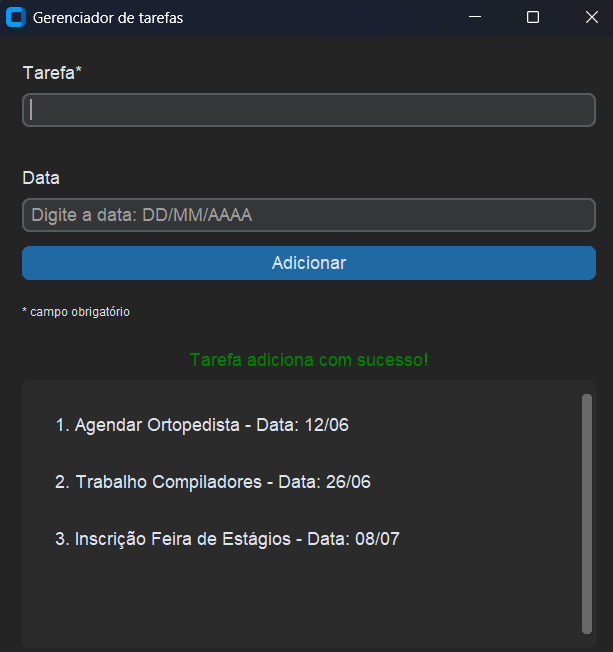 Gerenciador de tarefas
Tarefa*
Data
Digite a data: DD/MM/AAAA
Adicionar
* campo obrigatório
Tarefa adiciona com sucesso!
1. Agendar Ortopedista - Data: 12/06
2. Trabalho Compiladores - Data: 26/06
3. Inscrição Feira de Estágios - Data: 08/07